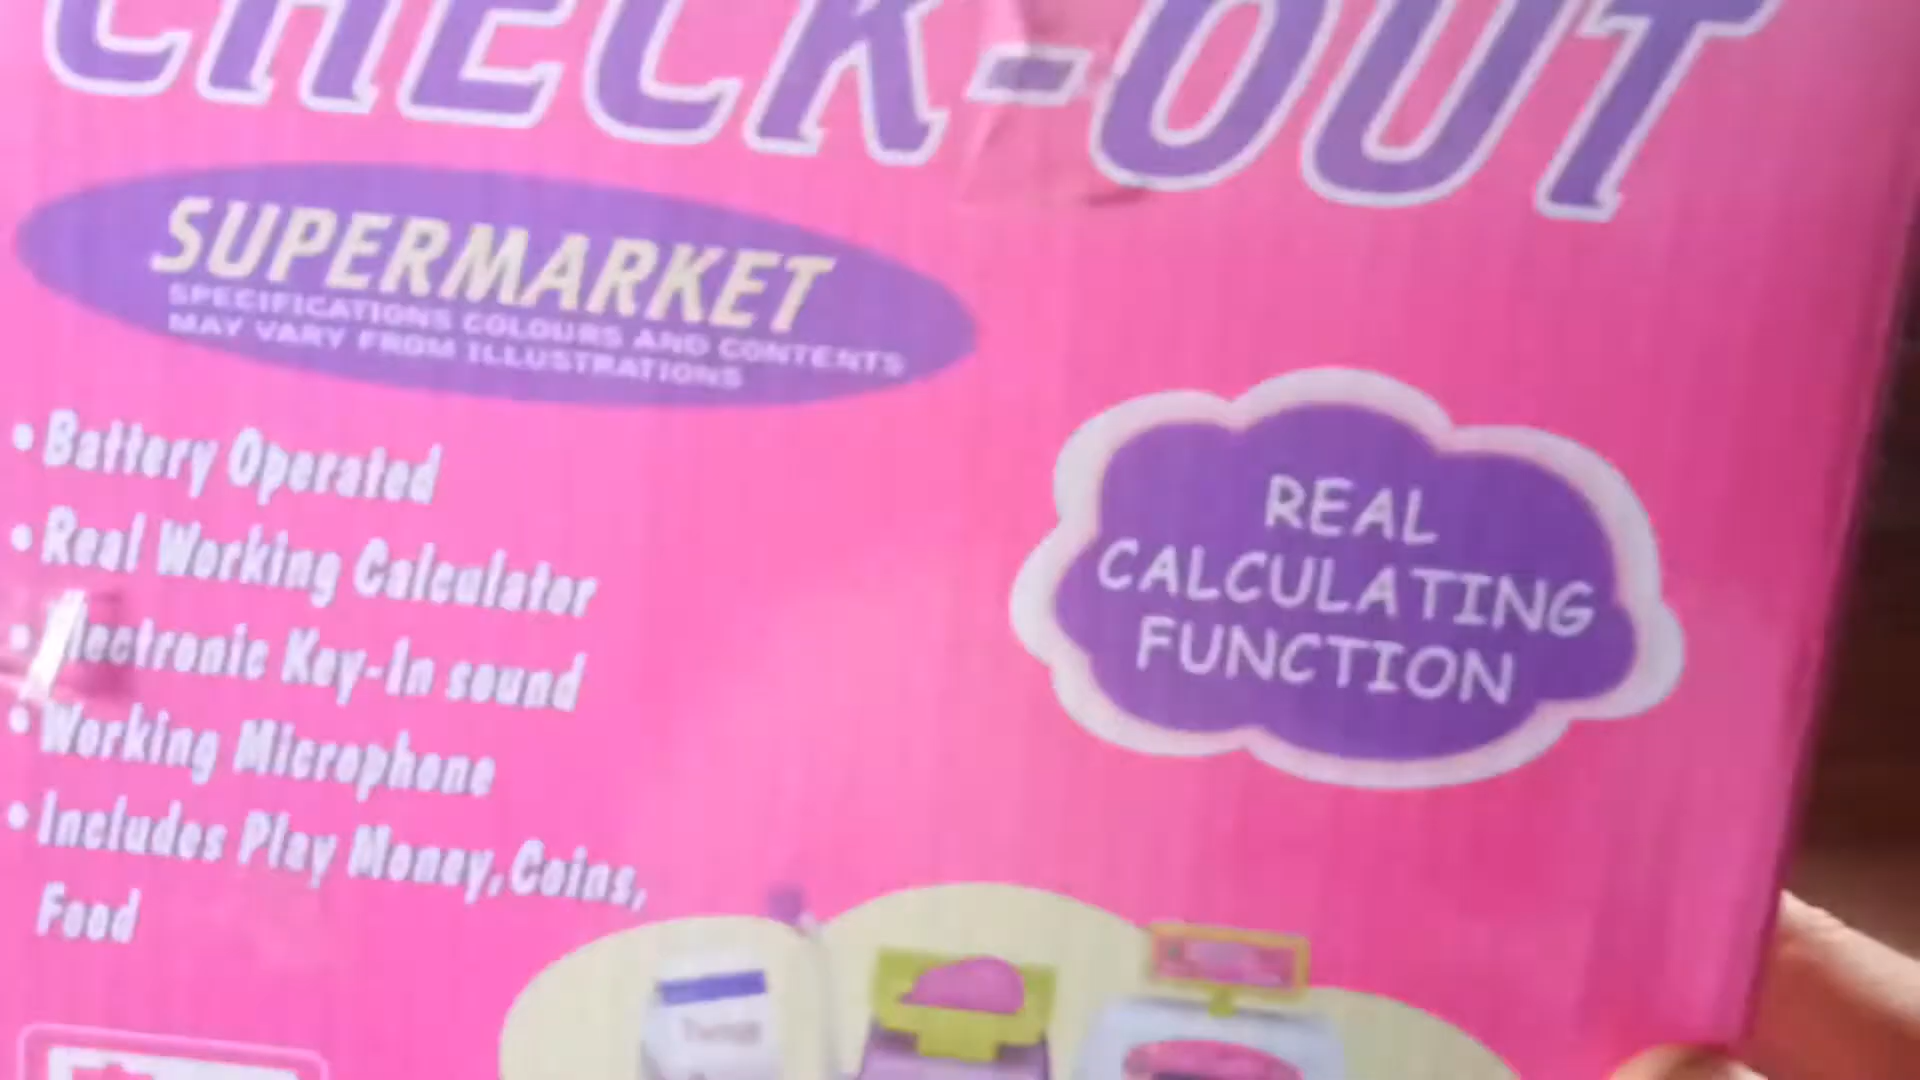 CHECK-OUT
SUPERMARKET
SPECIFICATIONS COLOURS AND CONTENTS
MAY VARY FROM ILLUSTRATIONS
• Battery Operated
• Real Working Calculator
• Electronic Key-In sound
• Working Microphone
• Includes Play Money, Coins,
Food
REAL
CALCULATING
FUNCTION